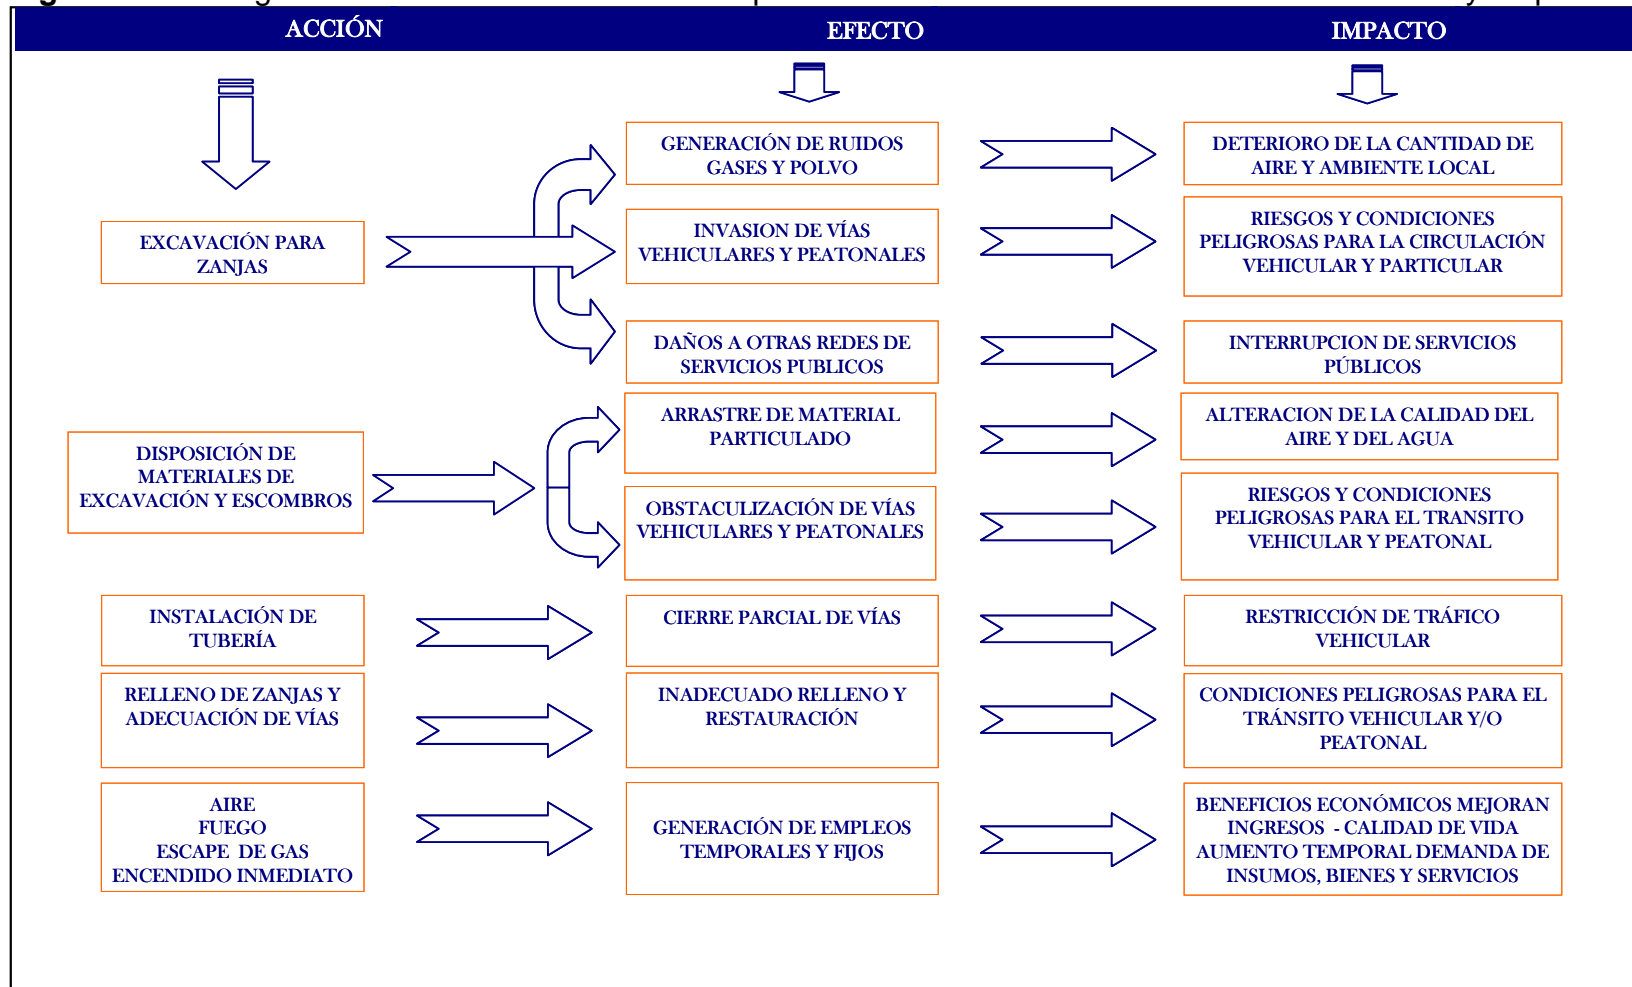 ACCIÓN EFECTO IMPACTO
GENERACIÓN DE RUIDOS
GASES Y POLVO
DETERIORO DE LA CANTIDAD DE
AIRE Y AMBIENTE LOCAL
EXCAVACIÓN PARA
ZANJAS
INVASION DE VÍAS
VEHICULARES Y PEATONALES
RIESGOS Y CONDICIONES
PELIGROSAS PARA LA CIRCULACIÓN
VEHICULAR Y PARTICULAR
DAÑOS A OTRAS REDES DE
SERVICIOS PUBLICOS
INTERRUPCION DE SERVICIOS
PÚBLICOS
DISPOSICIÓN DE
MATERIALES DE
EXCAVACIÓN Y ESCOMBROS
ARRASTRE DE MATERIAL
PARTICULADO
ALTERACION DE LA CALIDAD DEL
AIRE Y DEL AGUA
OBSTACULIZACIÓN DE VÍAS
VEHICULARES Y PEATONALES
RIESGOS Y CONDICIONES
PELIGROSAS PARA EL TRANSITO
VEHICULAR Y PEATONAL
INSTALACIÓN DE
TUBERÍA
CIERRE PARCIAL DE VÍAS
RESTRICCIÓN DE TRÁFICO
VEHICULAR
RELLENO DE ZANJAS Y
ADECUACIÓN DE VÍAS
INADECUADO RELLENO Y
RESTAURACIÓN
CONDICIONES PELIGROSAS PARA EL
TRÁNSITO VEHICULAR Y/O
PEATONAL
AIRE
FUEGO
ESCAPE DE GAS
ENCENDIDO INMEDIATO
GENERACIÓN DE EMPLEOS
TEMPORALES Y FIJOS
BENEFICIOS ECONÓMICOS MEJORAN
INGRESOS - CALIDAD DE VIDA
AUMENTO TEMPORAL DEMANDA DE
INSUMOS, BIENES Y SERVICIOS